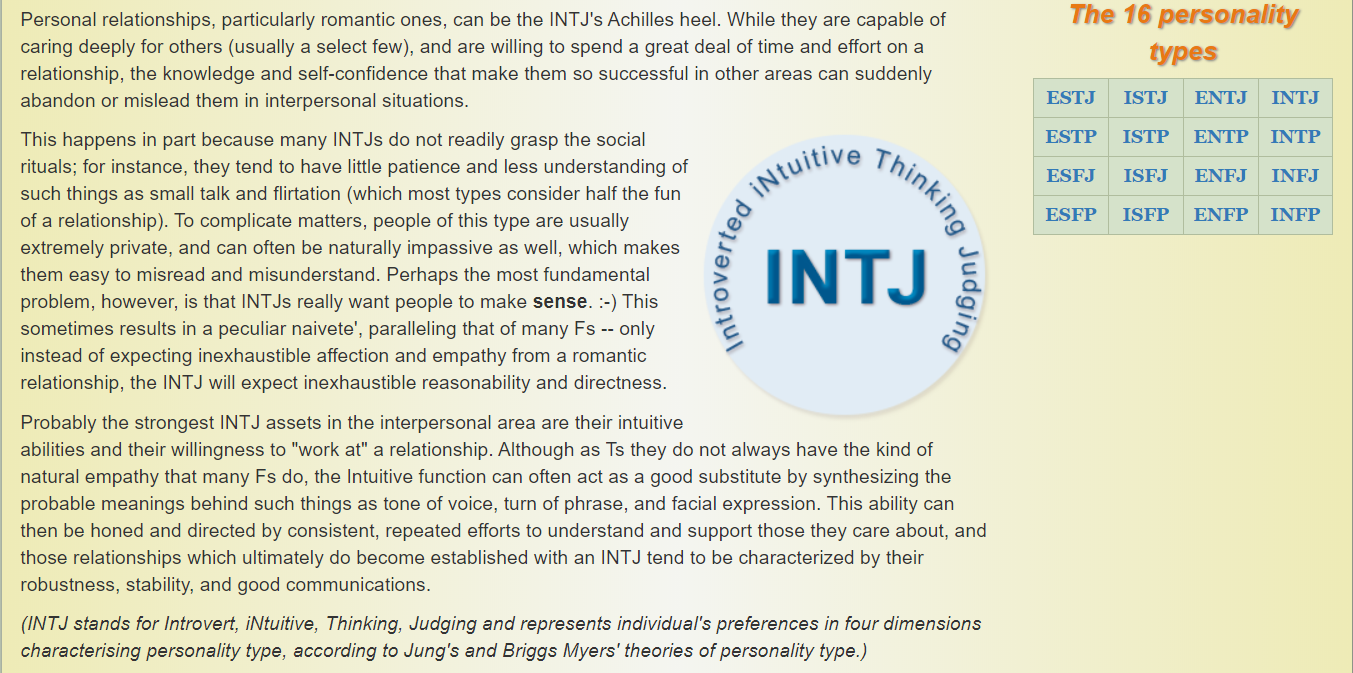 Personal relationships, particularly romantic ones, can be the INTJ's Achilles heel. While they are capable of
caring deeply for others (usually a select few), and are willing to spend a great deal of time and effort on a
relationship, the knowledge and self-confidence that make them so successful in other areas can suddenly
abandon or mislead them in interpersonal situations.
This happens in part because many INTJs do not readily grasp the social
rituals; for instance, they tend to have little patience and less understanding of
such things as small talk and flirtation (which most types consider half the fun
of a relationship). To complicate matters, people of this type are usually
extremely private, and can often be naturally impassive as well, which makes
them easy to misread and misunderstand. Perhaps the most fundamental
problem, however, is that INTJs really want people to make sense. :-) This
sometimes results in a peculiar naivete', paralleling that of many Fs -- only
instead of expecting inexhaustible affection and empathy from a romantic
relationship, the INTJ will expect inexhaustible reasonability and directness.
Introverted iNtuitive Thinking Judging
INTJ
Probably the strongest INTJ assets in the interpersonal area are their intuitive
abilities and their willingness to "work at" a relationship. Although as Ts they do not always have the kind of
natural empathy that many Fs do, the Intuitive function can often act as a good substitute by synthesizing the
probable meanings behind such things as tone of voice, turn of phrase, and facial expression. This ability can
then be honed and directed by consistent, repeated efforts to understand and support those they care about, and
those relationships which ultimately do become established with an INTJ tend to be characterized by their
robustness, stability, and good communications.
(INTJ stands for Introvert, iNtuitive, Thinking, Judging and represents individual's preferences in four dimensions
characterising personality type, according to Jung's and Briggs Myers' theories of personality type.)
The 16 personality
types
ESTJ ISTJ ENTJ INTJ
ESTP ISTP ENTP INTP
ESFJ ISFJ ENFJ INFJ
ESFP ISFP ENFP INFP